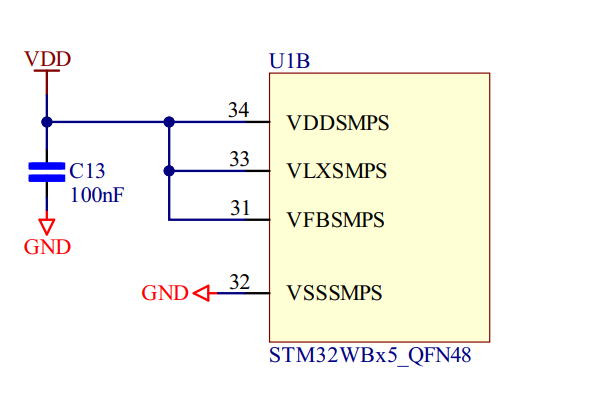 VDD
U1B
34
VDDSMPS
33
VLXSMPS
C13
100nF
31
VFBSMPS
GND
32
GND
VSSSMPS
STM32WBx5_QFN48